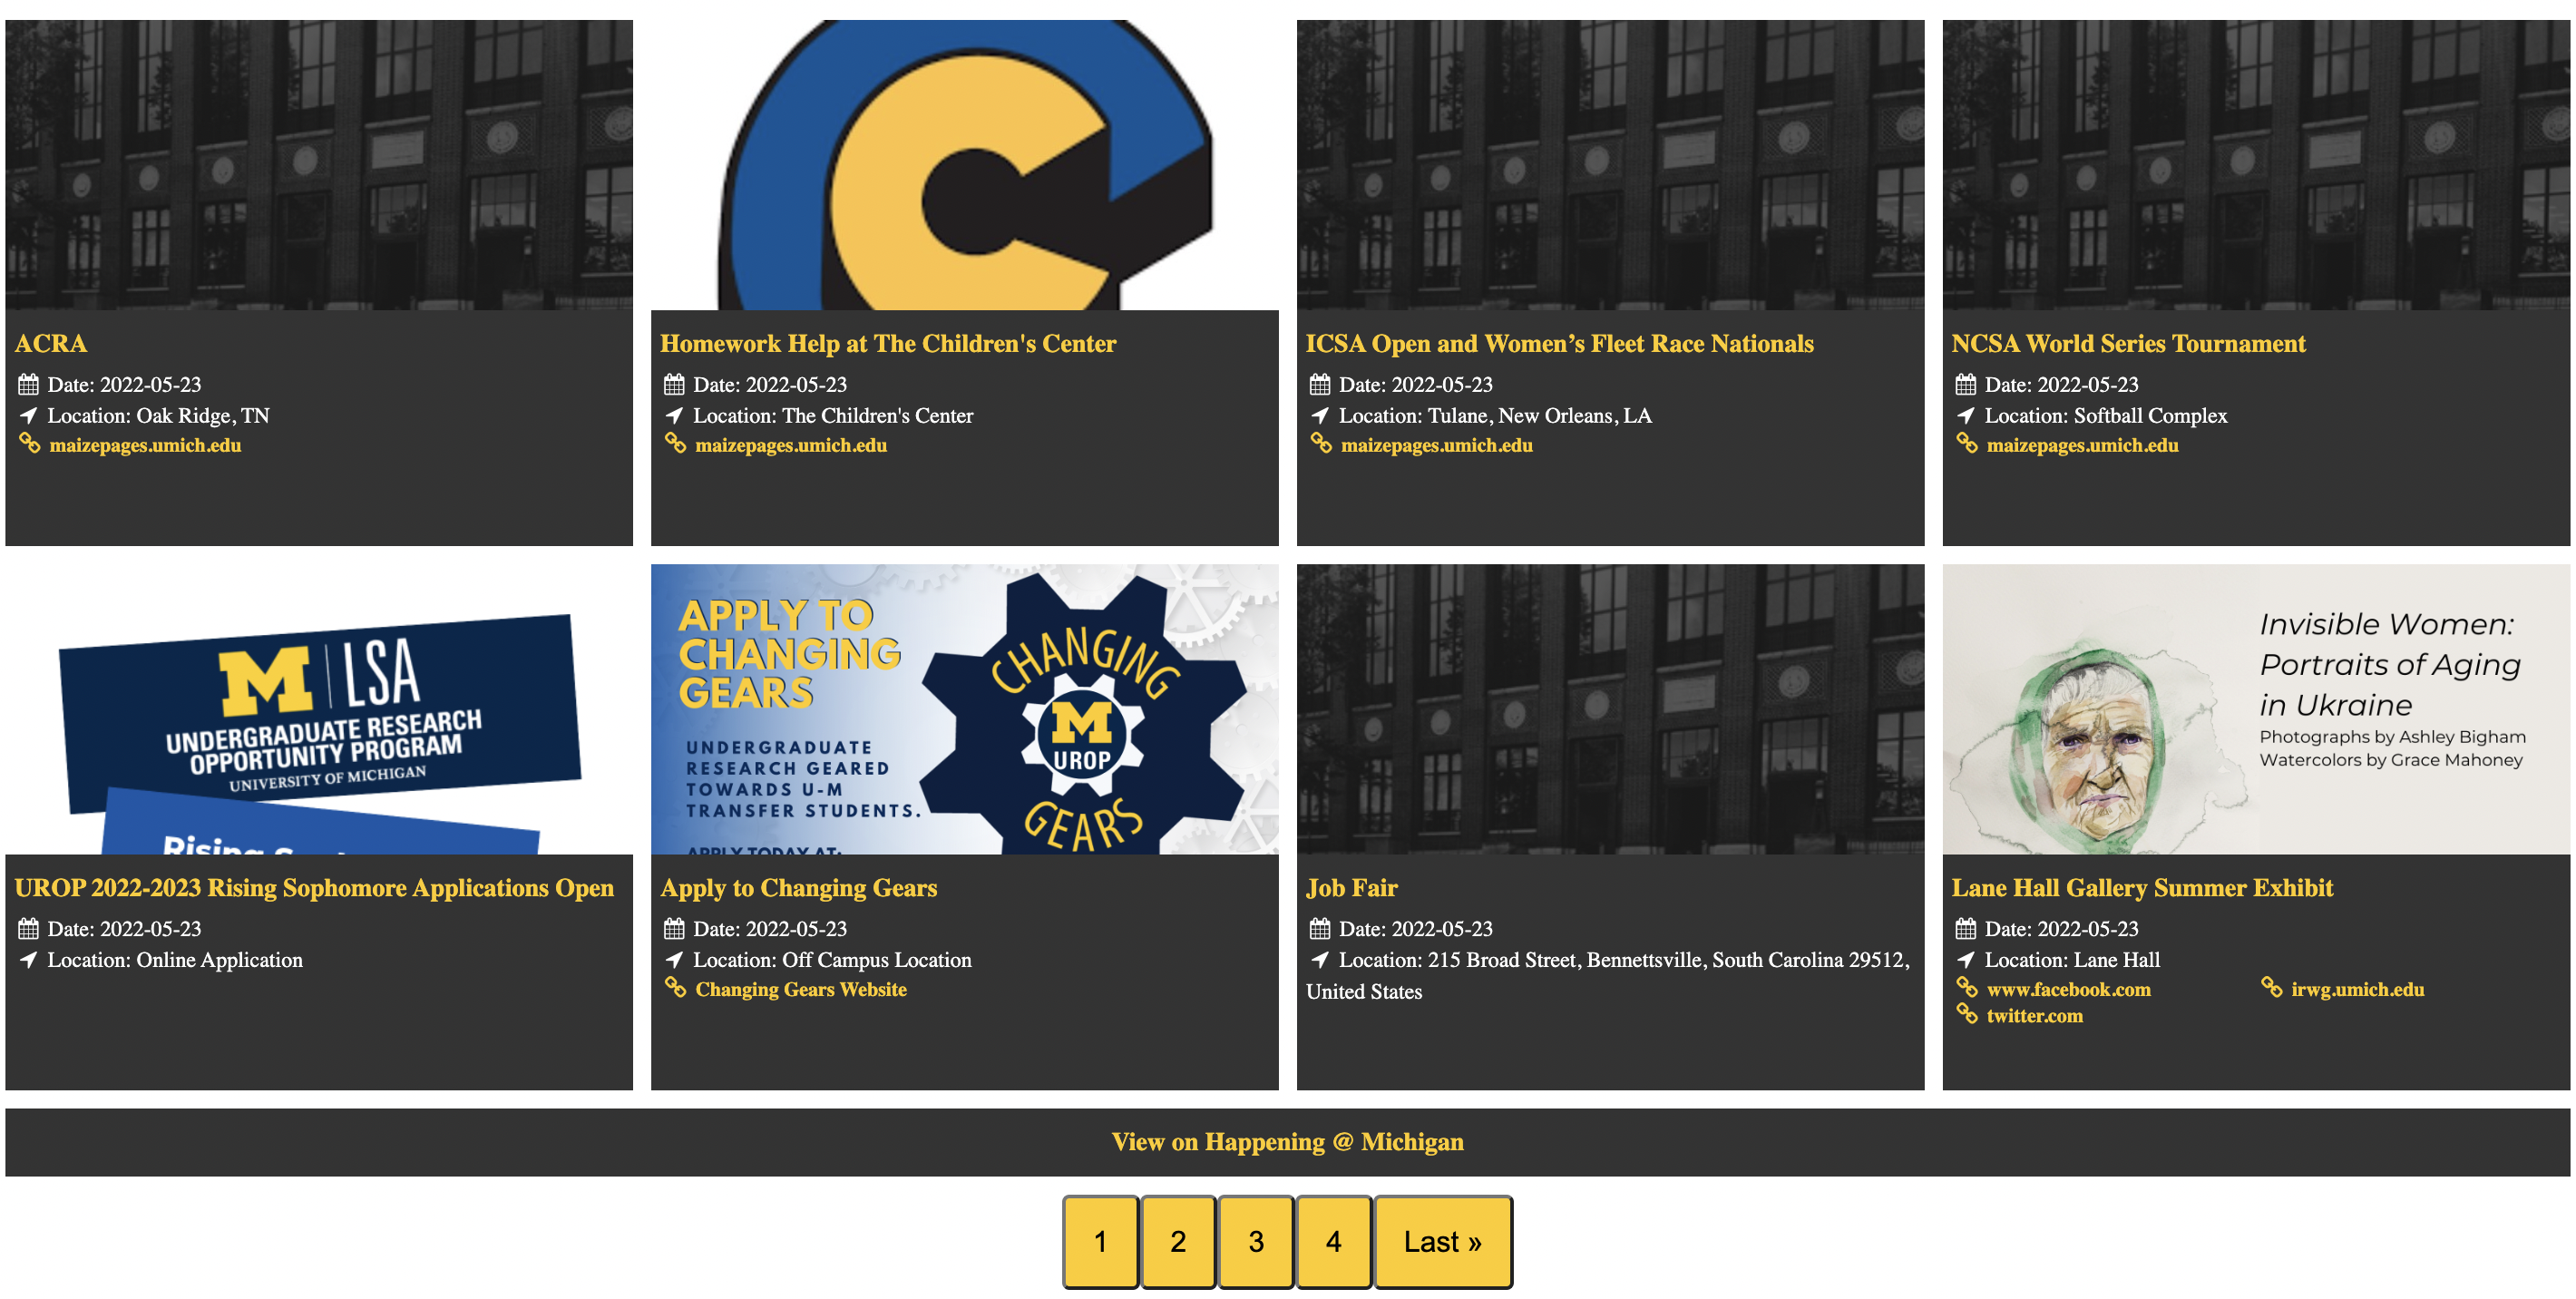 ACRA
Date: 2022-05-23
Location: Oak Ridge, TN
maizepages.umich.edu
Homework Help at The Children's Center
Date: 2022-05-23
Location: The Children's Center
maizepages.umich.edu
ICSA Open and Women’s Fleet Race Nationals
Date: 2022-05-23
Location: Tulane, New Orleans, LA
maizepages.umich.edu
NCSA World Series Tournament
Date: 2022-05-23
Location: Softball Complex
maizepages.umich.edu
M LSA
UNDERGRADUATE RESEARCH
OPPORTUNITY PROGRAM
UNIVERSITY OF MICHIGAN
Rising
UROP 2022-2023 Rising Sophomore Applications Open
Date: 2022-05-23
Location: Online Application
APPLY TO
CHANGING
GEARS
UNDERGRADUATE
RESEARCH GEARED
TOWARDS U-M
TRANSFER STUDENTS.
APPLY TODAY AT:
CHANGING
M
UROP
GEARS
Apply to Changing Gears
Date: 2022-05-23
Location: Off Campus Location
Changing Gears Website
Job Fair
Date: 2022-05-23
Location: 215 Broad Street, Bennettsville, South Carolina 29512,
United States
Invisible Women:
Portraits of Aging
in Ukraine
Photographs by Ashley Bigham
Watercolors by Grace Mahoney
Lane Hall Gallery Summer Exhibit
Date: 2022-05-23
Location: Lane Hall
www.facebook.com irwg.umich.edu
twitter.com
View on Happening @ Michigan
1 2 3 4 Last »